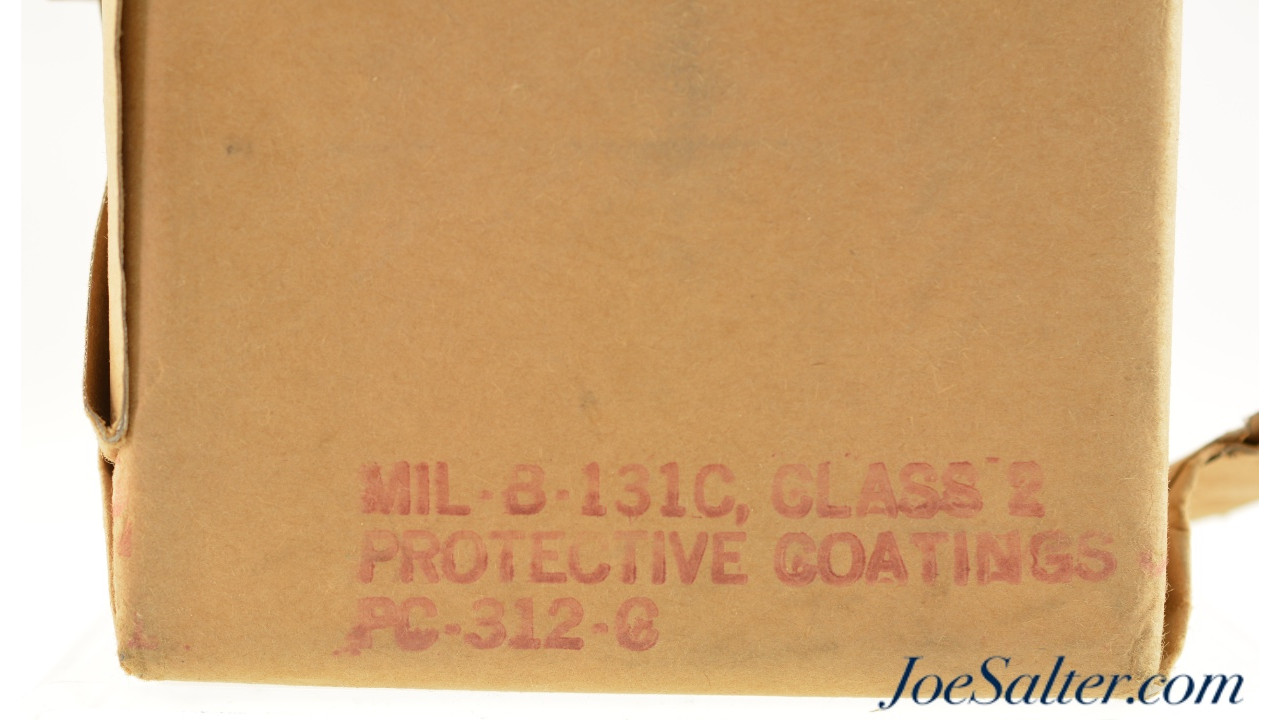 MIL-B-131C, CLASS 2
PROTECTIVE COATINGS
PC-312-C
JoeSalter.com